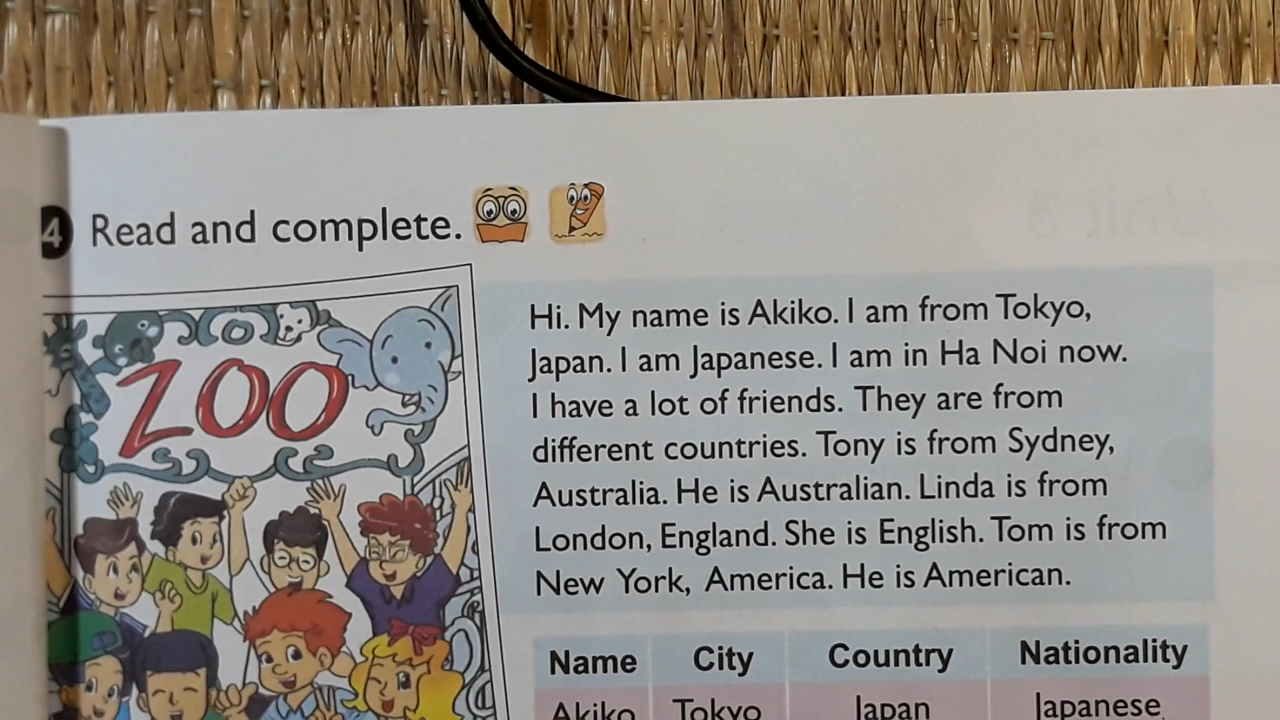 4 Read and complete.
ZOO
Hi. My name is Akiko. I am from Tokyo,
Japan. I am Japanese. I am in Ha Noi now.
I have a lot of friends. They are from
different countries. Tony is from Sydney,
Australia. He is Australian. Linda is from
London, England. She is English. Tom is from
New York, America. He is American.
Name City Country Nationality
Akiko Tokyo Japan Japanese